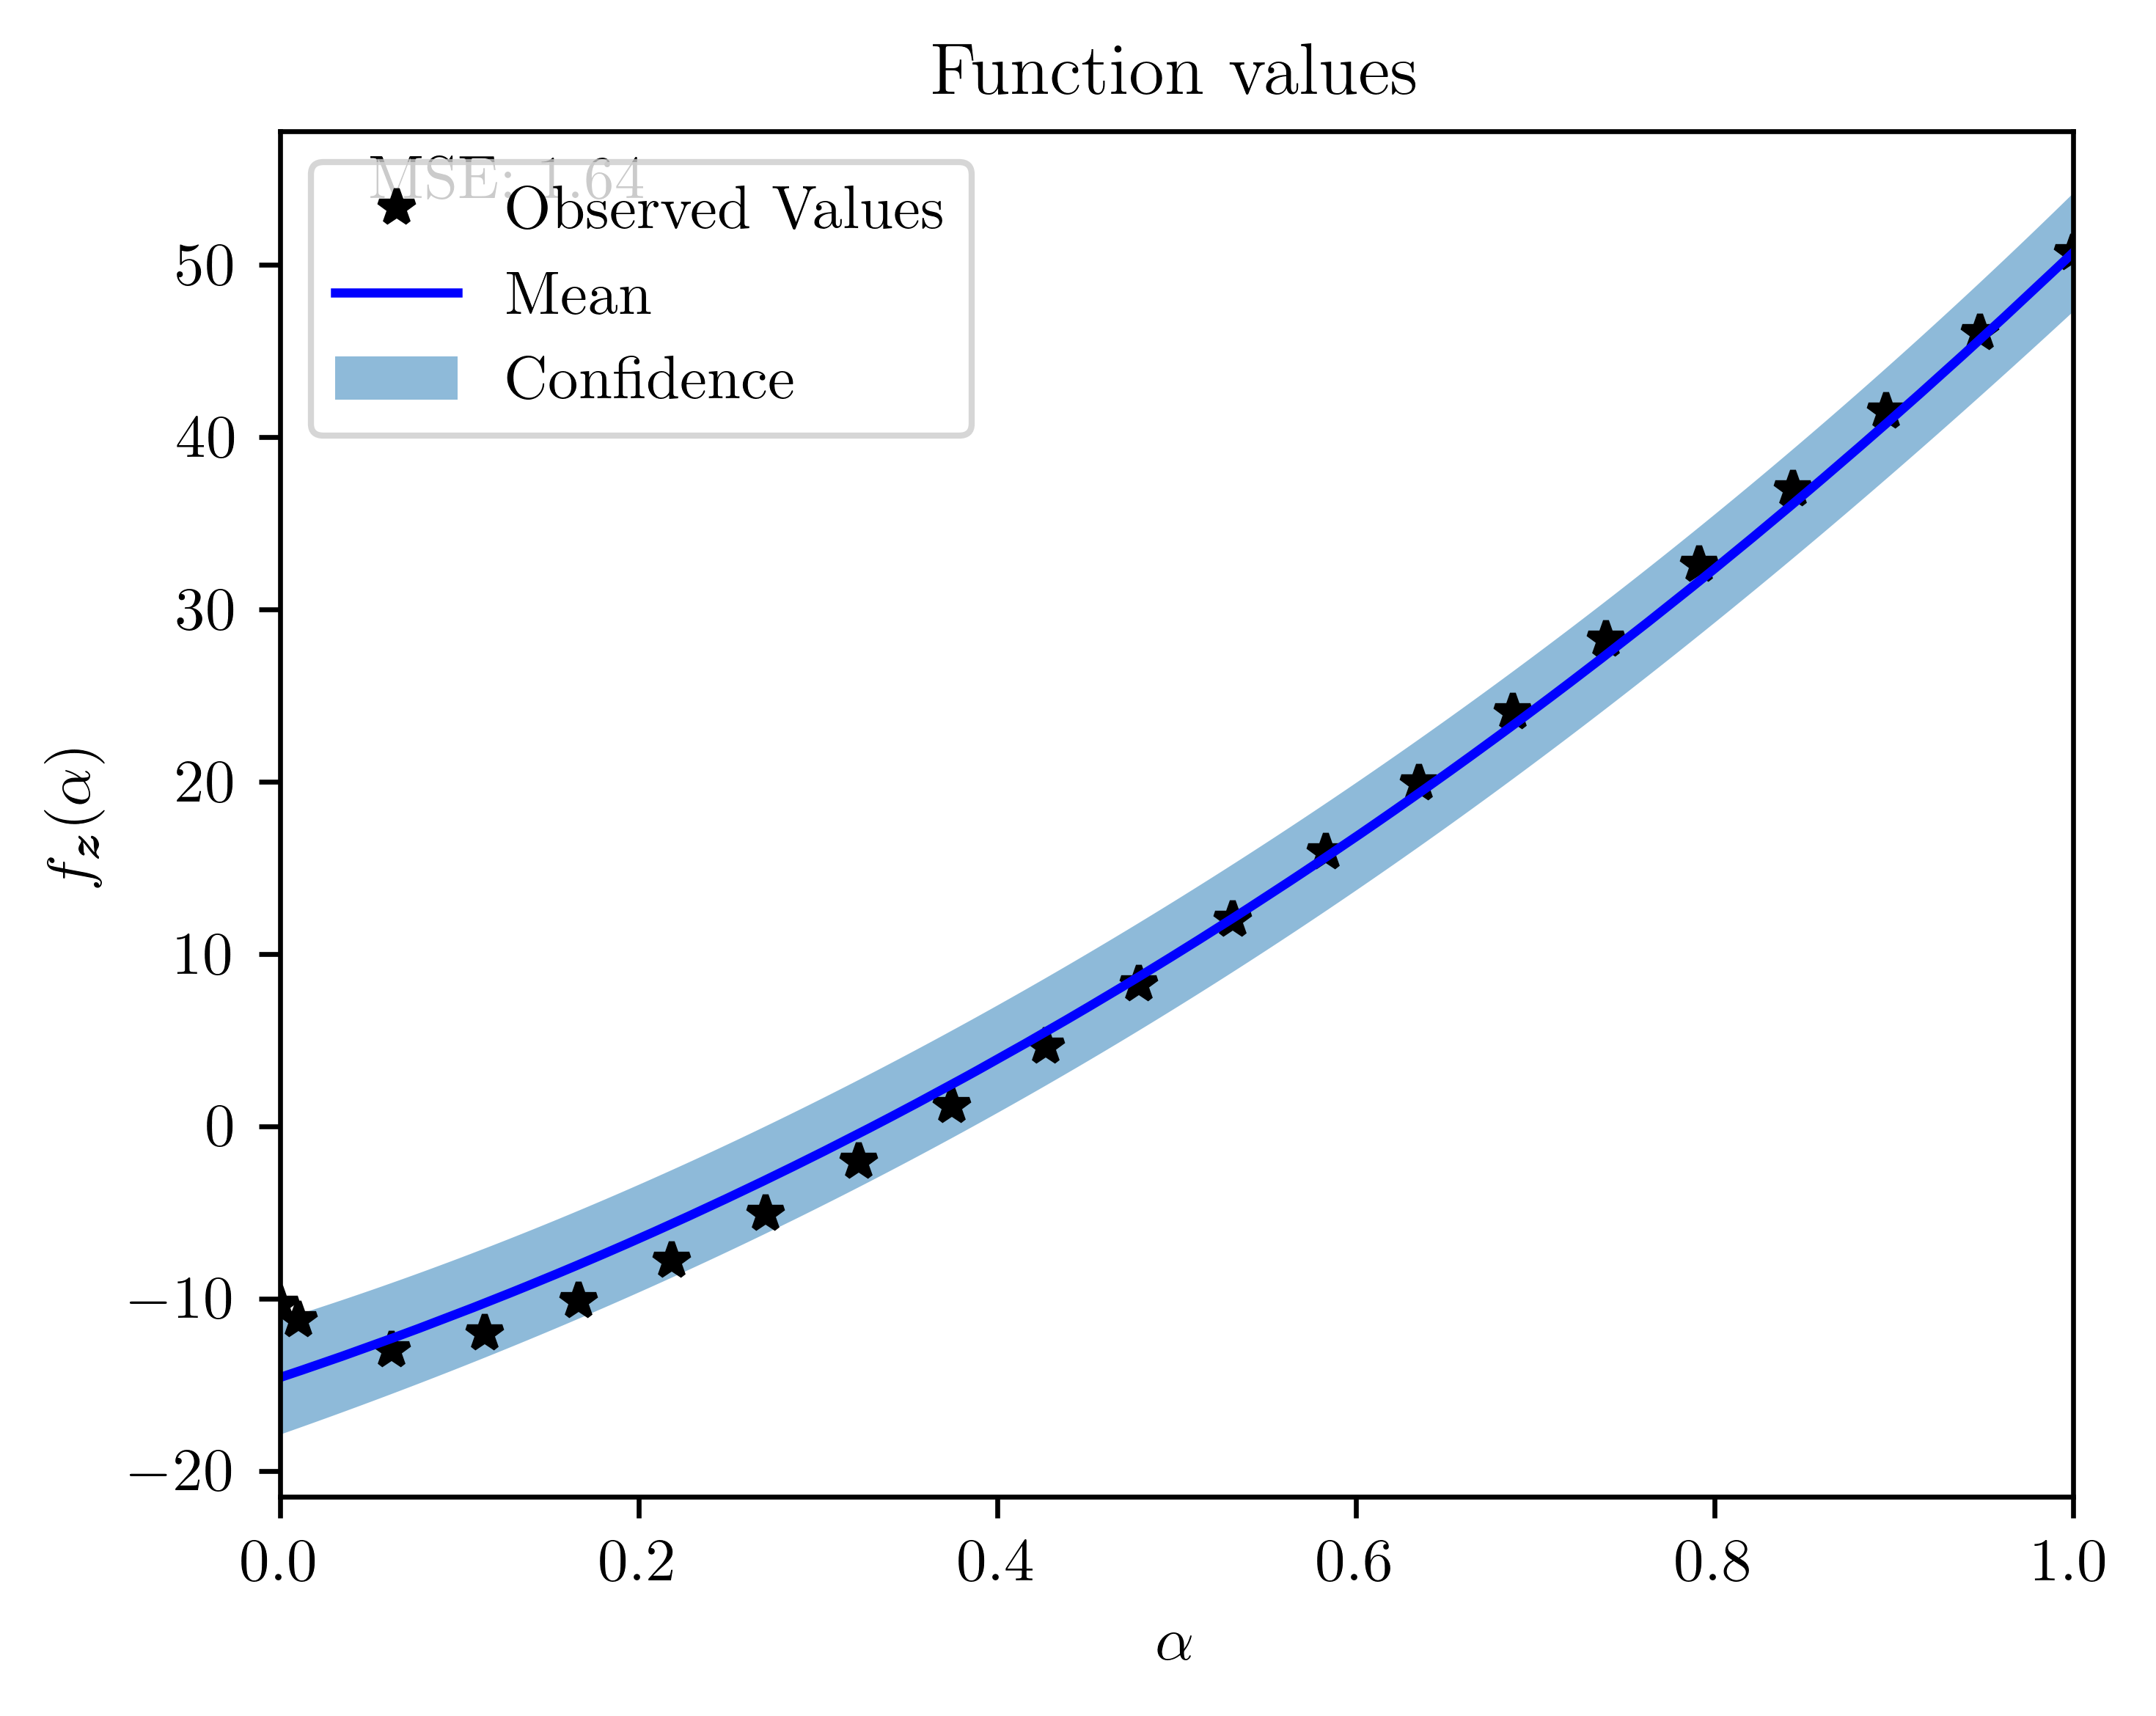 Function values
MSE: 1.64
Observed Values
Mean
Confidence
50
40
30
20
10
0
−10
−20
f_z(α)
0.0 0.2 0.4 0.6 0.8 1.0
α